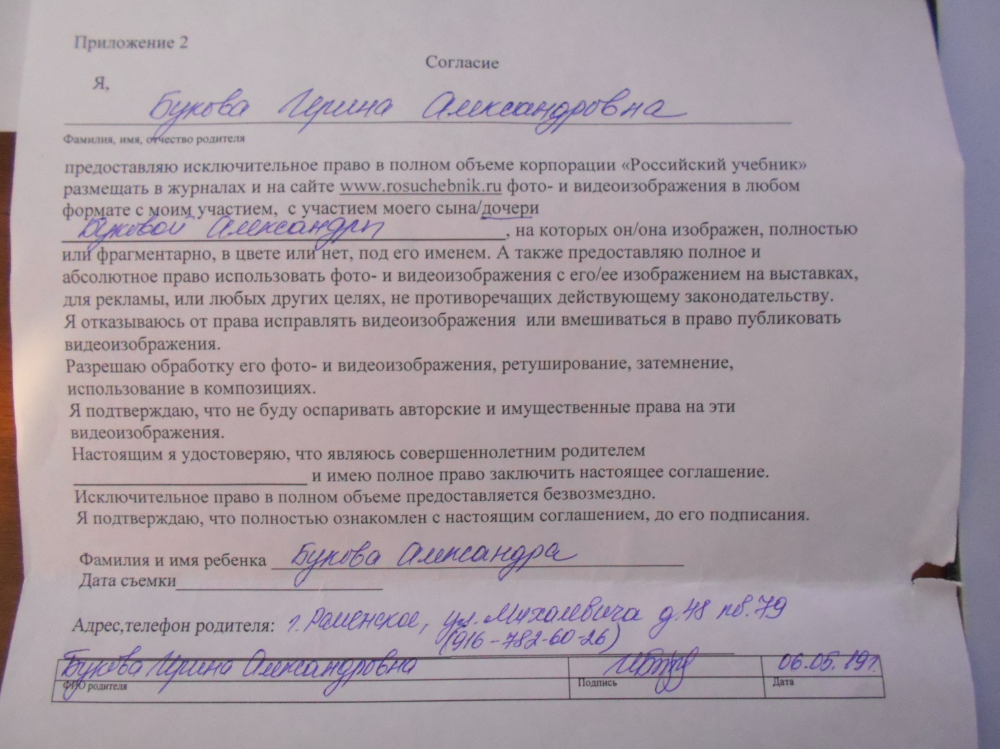 Приложение 2
Согласие
Я,
Букова Ирина Александровна
Фамилия, имя, отчество родителя
предоставляю исключительное право в полном объеме корпорации «Российский учебник»
размещать в журналах и на сайте www.rosuchebnik.ru фото- и видеоизображения в любом
формате с моим участием, с участием моего сына/дочери
Буковой Александры, на которых он/она изображен, полностью
или фрагментарно, в цвете или нет, под его именем. А также предоставляю полное и
абсолютное право использовать фото- и видеоизображения с его/ее изображением на выставках,
для рекламы, или любых других целях, не противоречащих действующему законодательству.
Я отказываюсь от права исправлять видеоизображения или вмешиваться в право публиковать
видеоизображения.
Разрешаю обработку его фото- и видеоизображения, ретуширование, затемнение,
использование в композициях.
Я подтверждаю, что не буду оспаривать авторские и имущественные права на эти
видеоизображения.
Настоящим я удостоверяю, что являюсь совершеннолетним родителем
и имею полное право заключить настоящее соглашение.
Исключительное право в полном объеме предоставляется безвозмездно.
Я подтверждаю, что полностью ознакомлен с настоящим соглашением, до его подписания.
Фамилия и имя ребенка Букова Александра
Дата съемки
Адрес,телефон родителя: г. Раменское, ул. Михалевича д. 48 кв. 79
(916-782-60-26)
Букова Ирина Александровна 06.05.19г.
ФИО родителя Подпись Дата